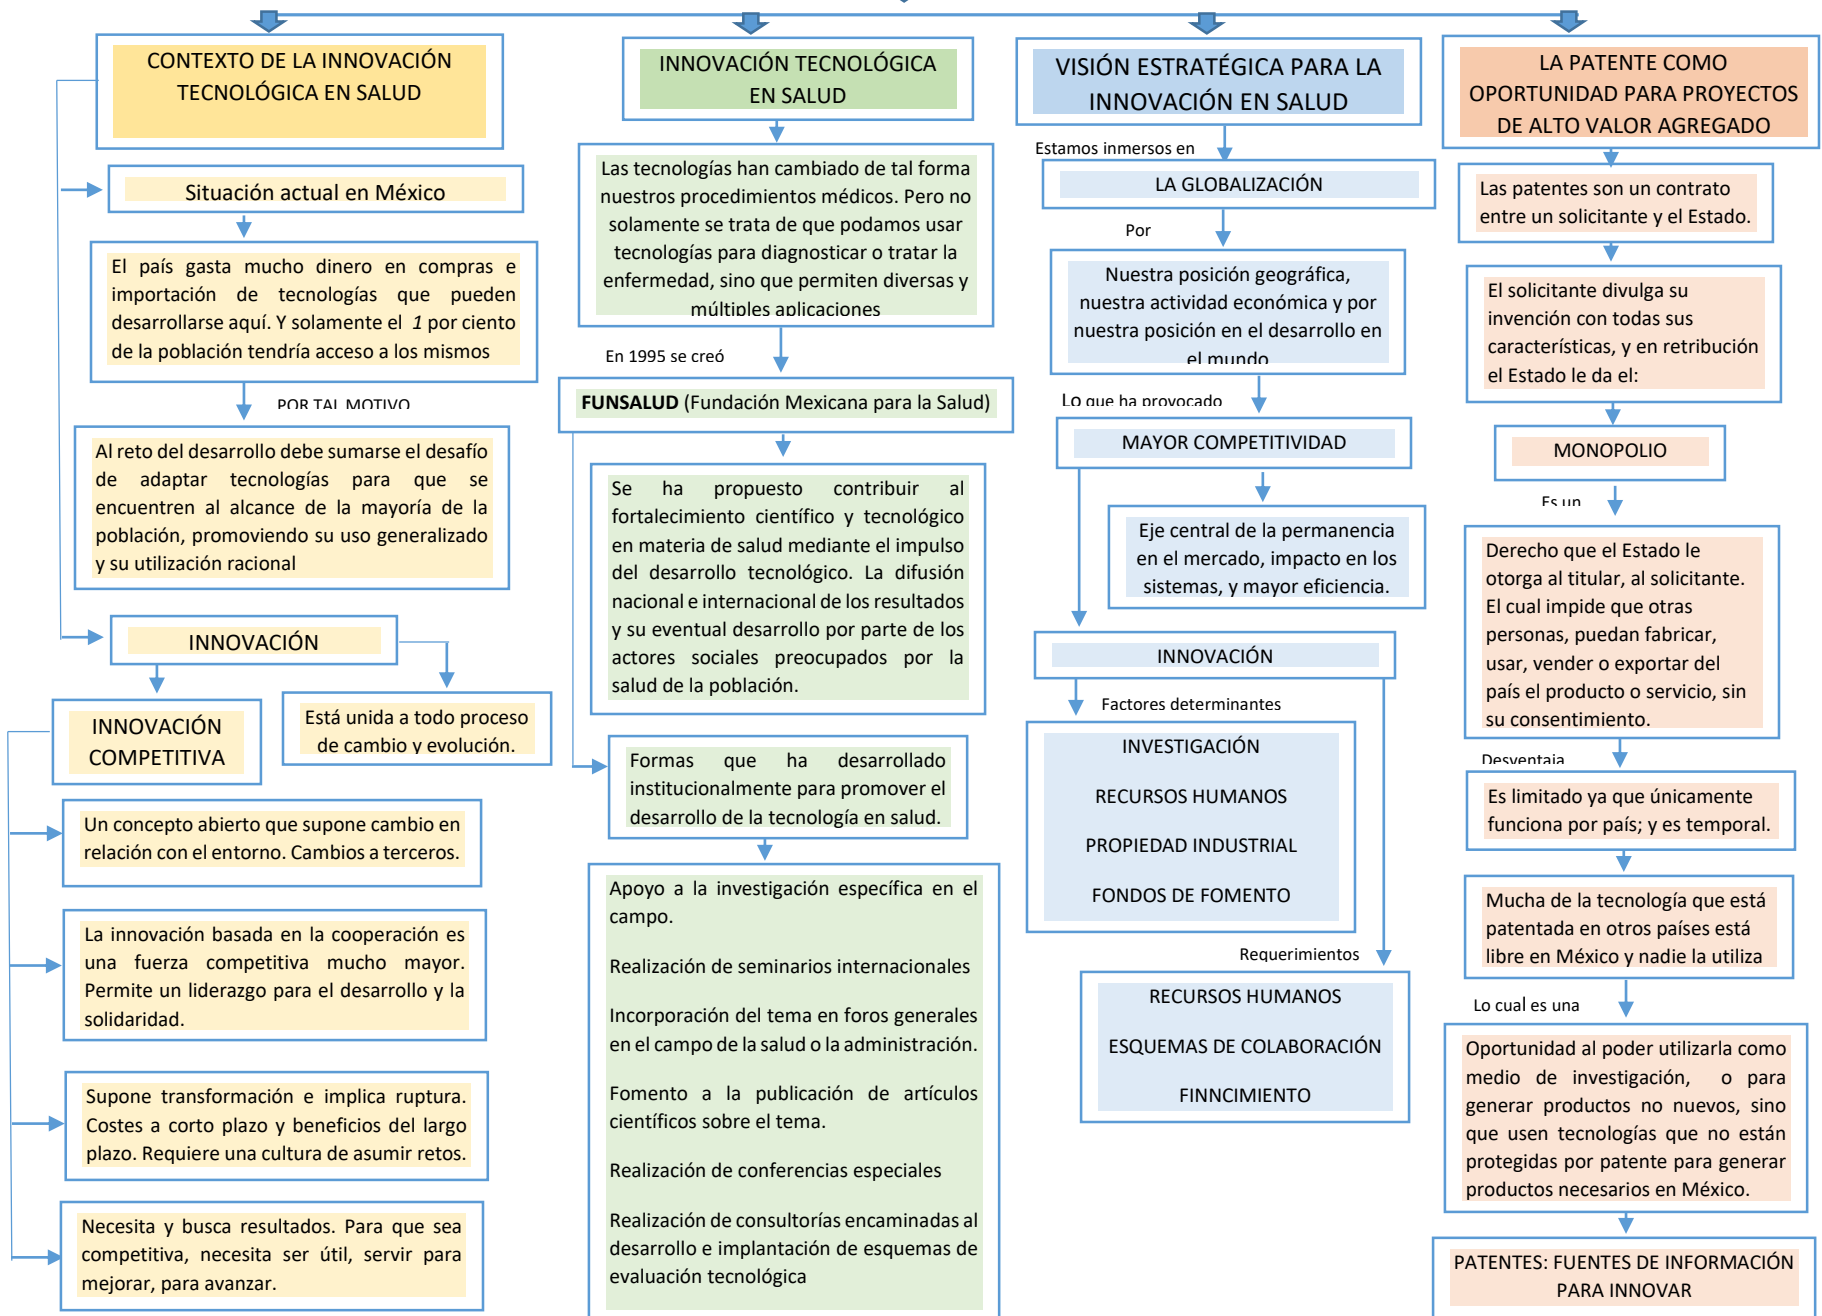 CONTEXTO DE LA INNOVACIÓN
TECNOLÓGICA EN SALUD
Situación actual en México
El país gasta mucho dinero en compras e
importación de tecnologías que pueden
desarrollarse aquí. Y solamente el 1 por ciento
de la población tendría acceso a los mismos
POR TAL MOTIVO
Al reto del desarrollo debe sumarse el desafío
de adaptar tecnologías para que se
encuentren al alcance de la mayoría de la
población, promoviendo su uso generalizado
y su utilización racional
INNOVACIÓN
Está unida a todo proceso
de cambio y evolución.
INNOVACIÓN
COMPETITIVA
Un concepto abierto que supone cambio en
relación con el entorno. Cambios a terceros.
La innovación basada en la cooperación es
una fuerza competitiva mucho mayor.
Permite un liderazgo para el desarrollo y la
solidaridad.
Supone transformación e implica ruptura.
Costes a corto plazo y beneficios del largo
plazo. Requiere una cultura de asumir retos.
Necesita y busca resultados. Para que sea
competitiva, necesita ser útil, servir para
mejorar, para avanzar.
INNOVACIÓN TECNOLÓGICA
EN SALUD
Las tecnologías han cambiado de tal forma
nuestros procedimientos médicos. Pero no
solamente se trata de que podamos usar
tecnologías para diagnosticar o tratar la
enfermedad, sino que permiten diversas y
múltiples aplicaciones
En 1995 se creó
FUNSALUD (Fundación Mexicana para la Salud)
Se ha propuesto contribuir al
fortalecimiento científico y tecnológico
en materia de salud mediante el impulso
del desarrollo tecnológico. La difusión
nacional e internacional de los resultados
y su eventual desarrollo por parte de los
actores sociales preocupados por la
salud de la población.
Formas que ha desarrollado
institucionalmente para promover el
desarrollo de la tecnología en salud.
Apoyo a la investigación específica en el
campo.
Realización de seminarios internacionales
Incorporación del tema en foros generales
en el campo de la salud o la administración.
Fomento a la publicación de artículos
científicos sobre el tema.
Realización de conferencias especiales
Realización de consultorías encaminadas al
desarrollo e implantación de esquemas de
evaluación tecnológica
VISIÓN ESTRATÉGICA PARA LA
INNOVACIÓN EN SALUD
Estamos inmersos en
LA GLOBALIZACIÓN
Por
Nuestra posición geográfica,
nuestra actividad económica y por
nuestra posición en el desarrollo en
el mundo
Lo que ha provocado
MAYOR COMPETITIVIDAD
Eje central de la permanencia
en el mercado, impacto en los
sistemas, y mayor eficiencia.
INNOVACIÓN
Factores determinantes
INVESTIGACIÓN
RECURSOS HUMANOS
PROPIEDAD INDUSTRIAL
FONDOS DE FOMENTO
Requerimientos
RECURSOS HUMANOS
ESQUEMAS DE COLABORACIÓN
FINNCIMIENTO
LA PATENTE COMO
OPORTUNIDAD PARA PROYECTOS
DE ALTO VALOR AGREGADO
Las patentes son un contrato
entre un solicitante y el Estado.
El solicitante divulga su
invención con todas sus
características, y en retribución
el Estado le da el:
MONOPOLIO
Es un
Derecho que el Estado le
otorga al titular, al solicitante.
El cual impide que otras
personas, puedan fabricar,
usar, vender o exportar del
país el producto o servicio, sin
su consentimiento.
Desventaja
Es limitado ya que únicamente
funciona por país; y es temporal.
Mucha de la tecnología que está
patentada en otros países está
libre en México y nadie la utiliza
Lo cual es una
Oportunidad al poder utilizarla como
medio de investigación, o para
generar productos no nuevos, sino
que usen tecnologías que no están
protegidas por patente para generar
productos necesarios en México.
PATENTES: FUENTES DE INFORMACIÓN
PARA INNOVAR